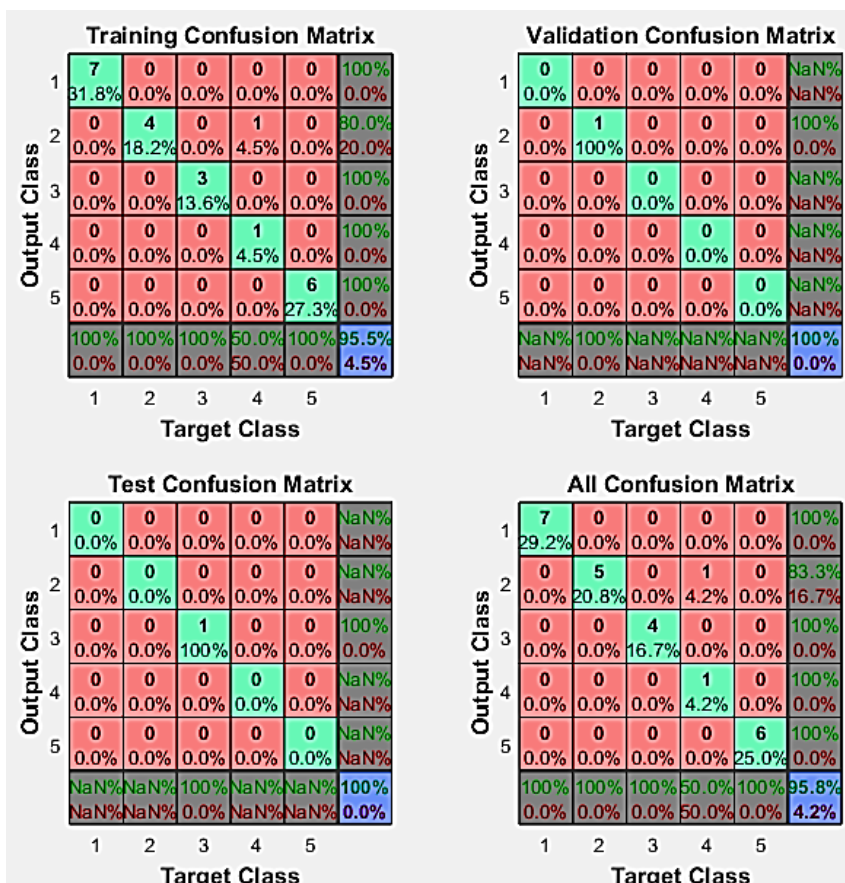 Training Confusion Matrix
1 7 0 0 0 0 100%
31.8% 0.0% 0.0% 0.0% 0.0% 0.0%
2 0 4 0 1 0 80.0%
0.0% 18.2% 0.0% 4.5% 0.0% 20.0%
3 0 0 3 0 0 100%
0.0% 0.0% 13.6% 0.0% 0.0% 0.0%
4 0 0 0 1 0 100%
0.0% 0.0% 0.0% 4.5% 0.0% 0.0%
5 0 0 0 0 6 100%
0.0% 0.0% 0.0% 0.0% 27.3% 0.0%
100% 100% 100% 50.0% 100% 95.5%
0.0% 0.0% 0.0% 50.0% 0.0% 4.5%
1 2 3 4 5
Target Class
Output Class
Validation Confusion Matrix
1 0 0 0 0 0 NaN%
0.0% 0.0% 0.0% 0.0% 0.0% NaN%
2 0 1 0 0 0 100%
0.0% 100% 0.0% 0.0% 0.0% 0.0%
3 0 0 0 0 0 NaN%
0.0% 0.0% 0.0% 0.0% 0.0% NaN%
4 0 0 0 0 0 NaN%
0.0% 0.0% 0.0% 0.0% 0.0% NaN%
5 0 0 0 0 0 NaN%
0.0% 0.0% 0.0% 0.0% 0.0% NaN%
NaN% 100% NaN% NaN% NaN% 100%
NaN% 0.0% NaN% NaN% NaN% 0.0%
1 2 3 4 5
Target Class
Output Class
Test Confusion Matrix
1 0 0 0 0 0 NaN%
0.0% 0.0% 0.0% 0.0% 0.0% NaN%
2 0 0 0 0 0 NaN%
0.0% 0.0% 0.0% 0.0% 0.0% NaN%
3 0 0 1 0 0 100%
0.0% 0.0% 100% 0.0% 0.0% 0.0%
4 0 0 0 0 0 NaN%
0.0% 0.0% 0.0% 0.0% 0.0% NaN%
5 0 0 0 0 0 NaN%
0.0% 0.0% 0.0% 0.0% 0.0% NaN%
NaN% NaN% 100% NaN% NaN% 100%
NaN% NaN% 0.0% NaN% NaN% 0.0%
1 2 3 4 5
Target Class
Output Class
All Confusion Matrix
1 7 0 0 0 0 100%
29.2% 0.0% 0.0% 0.0% 0.0% 0.0%
2 0 5 0 1 0 83.3%
0.0% 20.8% 0.0% 4.2% 0.0% 16.7%
3 0 0 4 0 0 100%
0.0% 0.0% 16.7% 0.0% 0.0% 0.0%
4 0 0 0 1 0 100%
0.0% 0.0% 0.0% 4.2% 0.0% 0.0%
5 0 0 0 0 6 100%
0.0% 0.0% 0.0% 0.0% 25.0% 0.0%
100% 100% 100% 50.0% 100% 95.8%
0.0% 0.0% 0.0% 50.0% 0.0% 4.2%
1 2 3 4 5
Target Class
Output Class